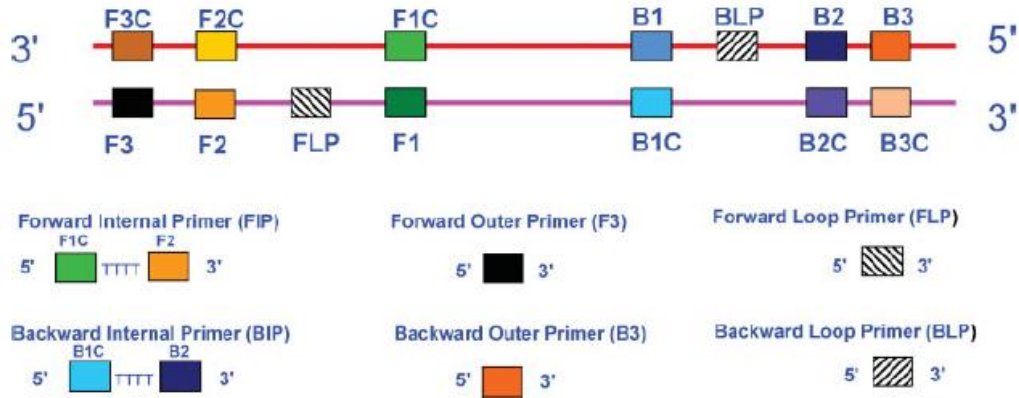 F3C F2C F1C B1 BLP B2 B3
3' 5'
5' 3'
F3 F2 FLP F1 B1C B2C B3C
Forward Internal Primer (FIP) Forward Outer Primer (F3) Forward Loop Primer (FLP)
F1C F2
5' TTTT 3' 5' 3' 5' 3'
Backward Internal Primer (BIP) Backward Outer Primer (B3) Backward Loop Primer (BLP)
B1C B2
5' TTTT 3' 5' 3' 5' 3'